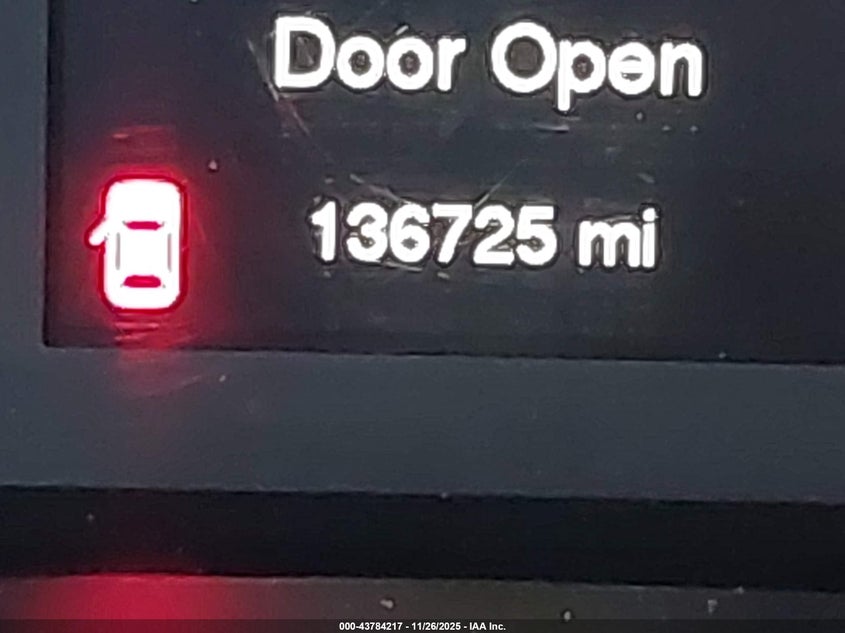 Door Open
136725 mi
000-43784217 - 11/26/2025 - IAA Inc.